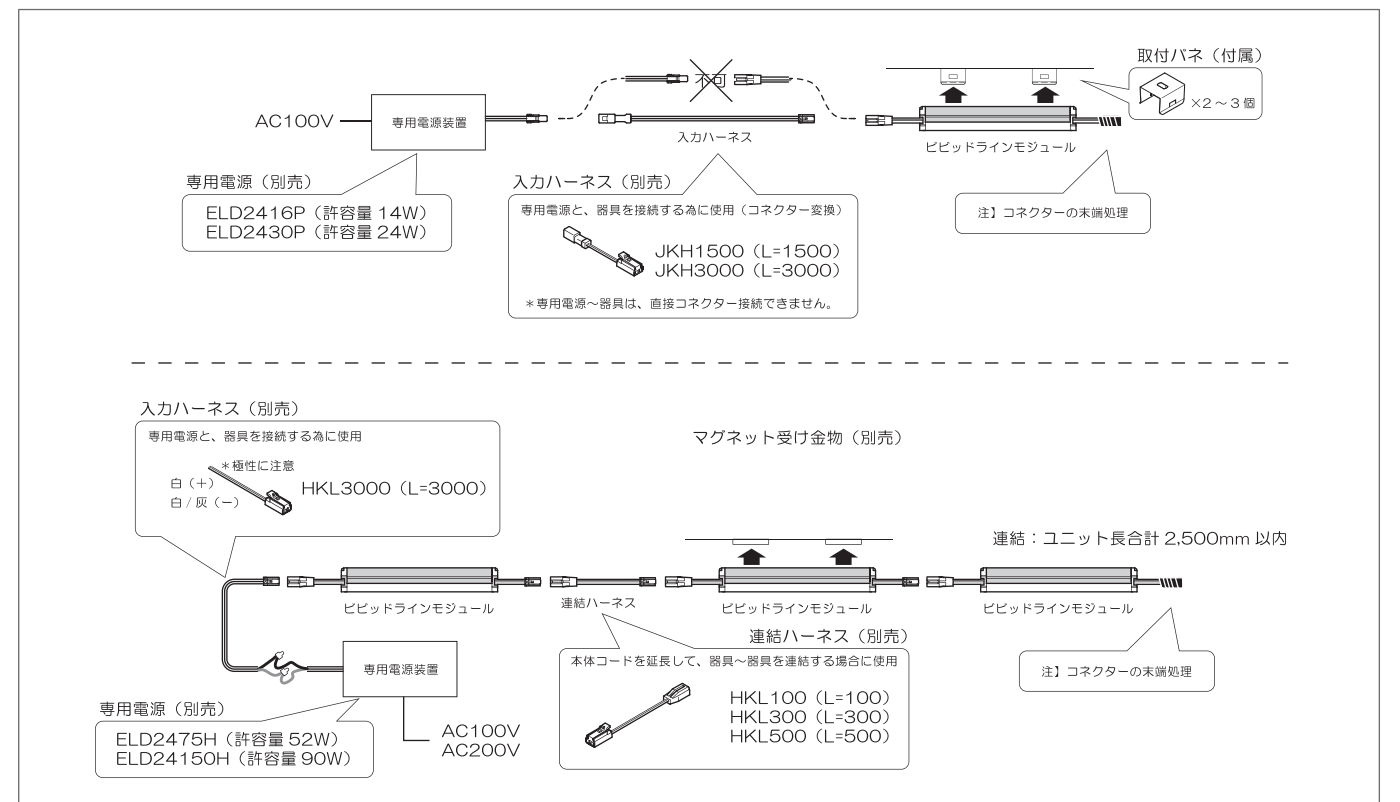 取付バネ（付属）
×2～3個
不可
AC100V
専用電源装置
入力ハーネス
ビビッドラインモジュール
専用電源（別売）
ELD2416P（許容量 14W）
ELD2430P（許容量 24W）
入力ハーネス（別売）
専用電源と、器具を接続する為に使用（コネクター変換）
JKH1500（L=1500）
JKH3000（L=3000）
＊専用電源～器具は、直接コネクター接続できません。
注】コネクターの末端処理
入力ハーネス（別売）
専用電源と、器具を接続する為に使用
＊極性に注意
白（+）
白 / 灰（−）
HKL3000（L=3000）
マグネット受け金物（別売）
連結：ユニット長合計 2,500mm 以内
ビビッドラインモジュール
連結ハーネス
ビビッドラインモジュール
ビビッドラインモジュール
専用電源装置
連結ハーネス（別売）
本体コードを延長して、器具～器具を連結する場合に使用
HKL100（L=100）
HKL300（L=300）
HKL500（L=500）
注】コネクターの末端処理
専用電源（別売）
ELD2475H（許容量 52W）
ELD24150H（許容量 90W）
AC100V
AC200V